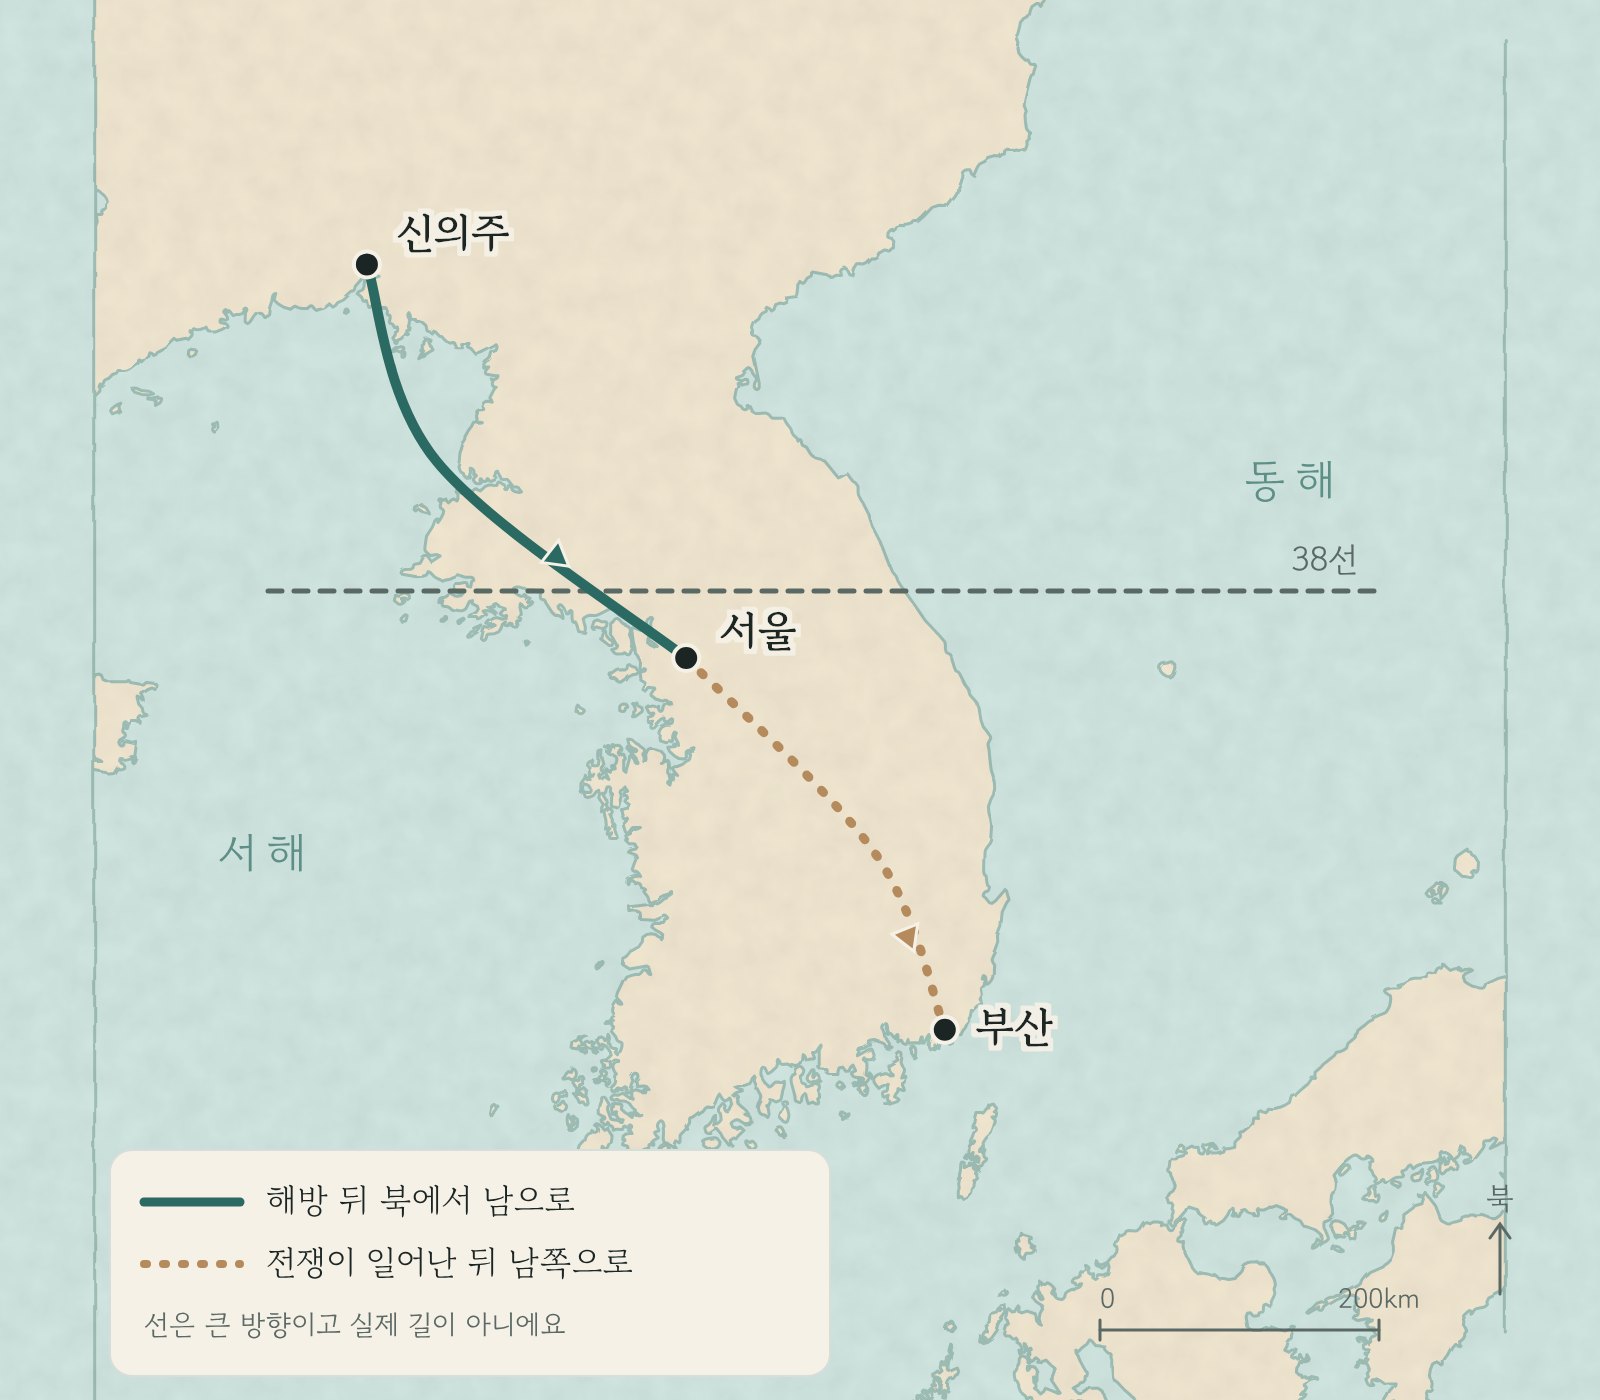 신의주
동해
38선
서울
서해
부산
해방 뒤 북에서 남으로
전쟁이 일어난 뒤 남쪽으로
선은 큰 방향이고 실제 길이 아니에요
북
0
200km